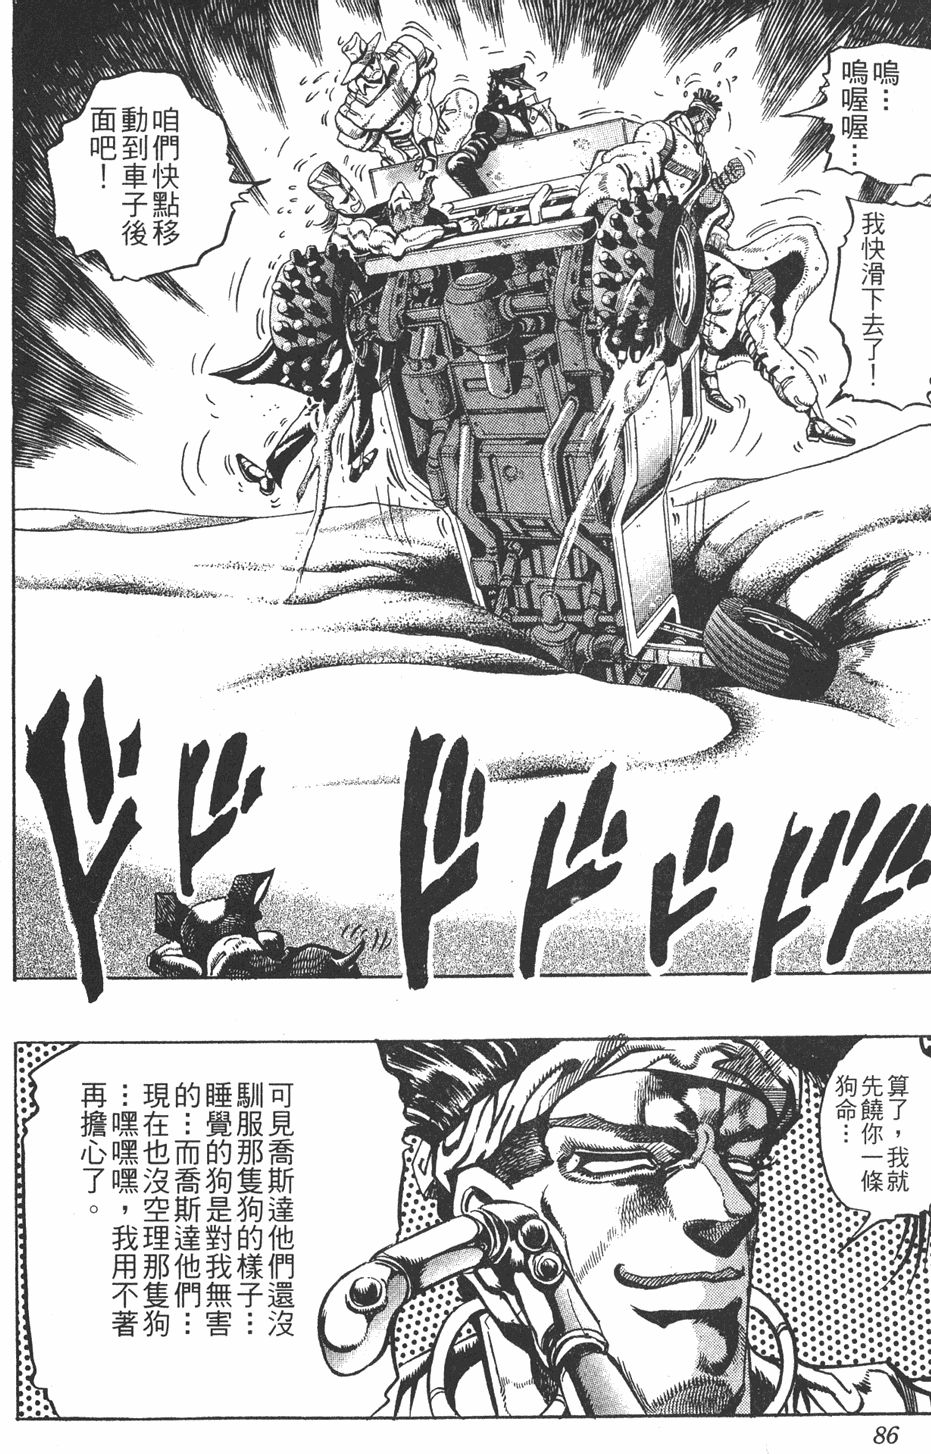 嗚…
嗚喔喔…
我快滑下去了！
咱們快點移
動到車子後
面吧！
ドド
ドドドドド
算了，我就
先饒你一條
狗命…
可見喬斯達他們還沒
馴服那隻狗的樣子…
睡覺的狗是對我無害
的…而喬斯達他們…
現在也沒空理那隻狗
…嘿嘿嘿，我用不著
再擔心了。
86